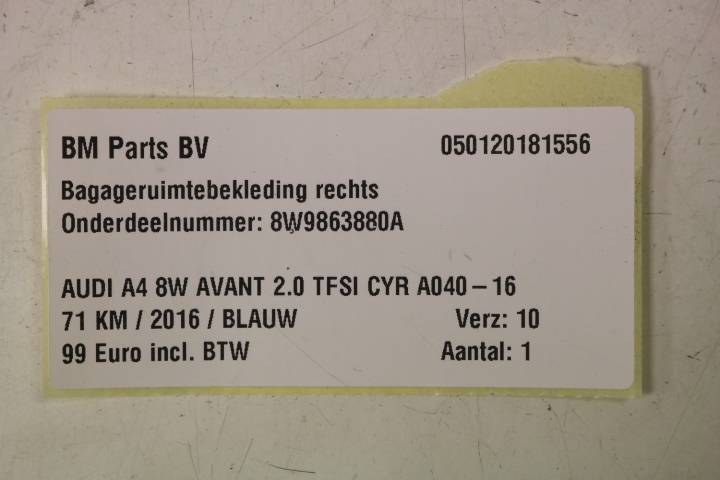 BM Parts BV 050120181556
Bagageruimtebekleding rechts
Onderdeelnummer: 8W9863880A
AUDI A4 8W AVANT 2.0 TFSI CYR A040-16
71 KM / 2016 / BLAUW Verz: 10
99 Euro incl. BTW Aantal: 1